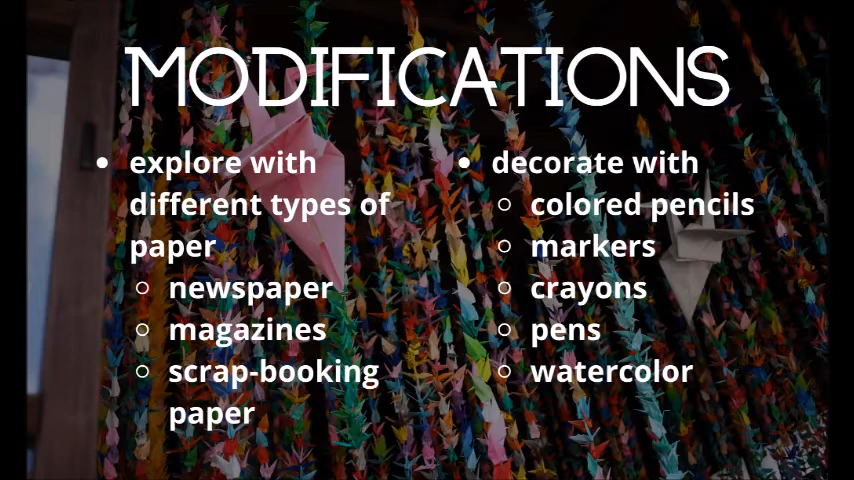 MODIFICATIONS
• explore with
different types of
paper
○ newspaper
○ magazines
○ scrap-booking
paper
• decorate with
○ colored pencils
○ markers
○ crayons
○ pens
○ watercolor